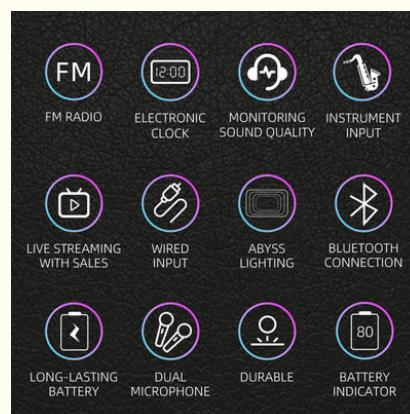 FM
12:00
FM RADIO
ELECTRONIC
CLOCK
MONITORING
SOUND QUALITY
INSTRUMENT
INPUT
LIVE STREAMING
WITH SALES
WIRED
INPUT
ABYSS
LIGHTING
BLUETOOTH
CONNECTION
80
LONG-LASTING
BATTERY
DUAL
MICROPHONE
DURABLE
BATTERY
INDICATOR